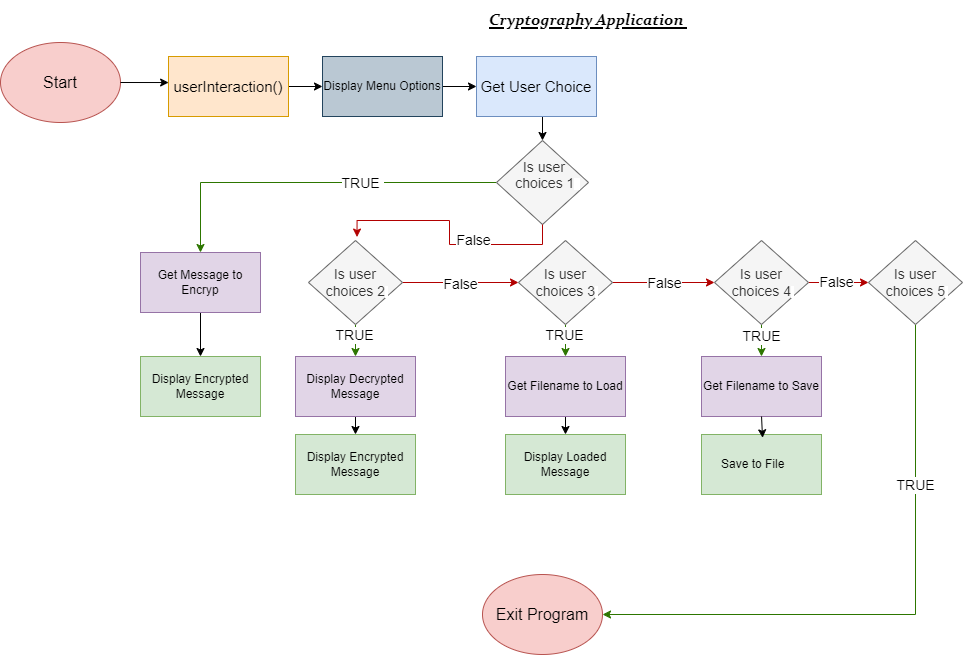 Cryptography Application
Start
userInteraction()
Display Menu Options
Get User Choice
Is user
choices 1
TRUE
False
Get Message to
Encryp
Is user
choices 2
False
Is user
choices 3
False
Is user
choices 4
False
Is user
choices 5
TRUE
TRUE
TRUE
Display Encrypted
Message
Display Decrypted
Message
Get Filename to Load
Get Filename to Save
Display Encrypted
Message
Display Loaded
Message
Save to File
TRUE
Exit Program